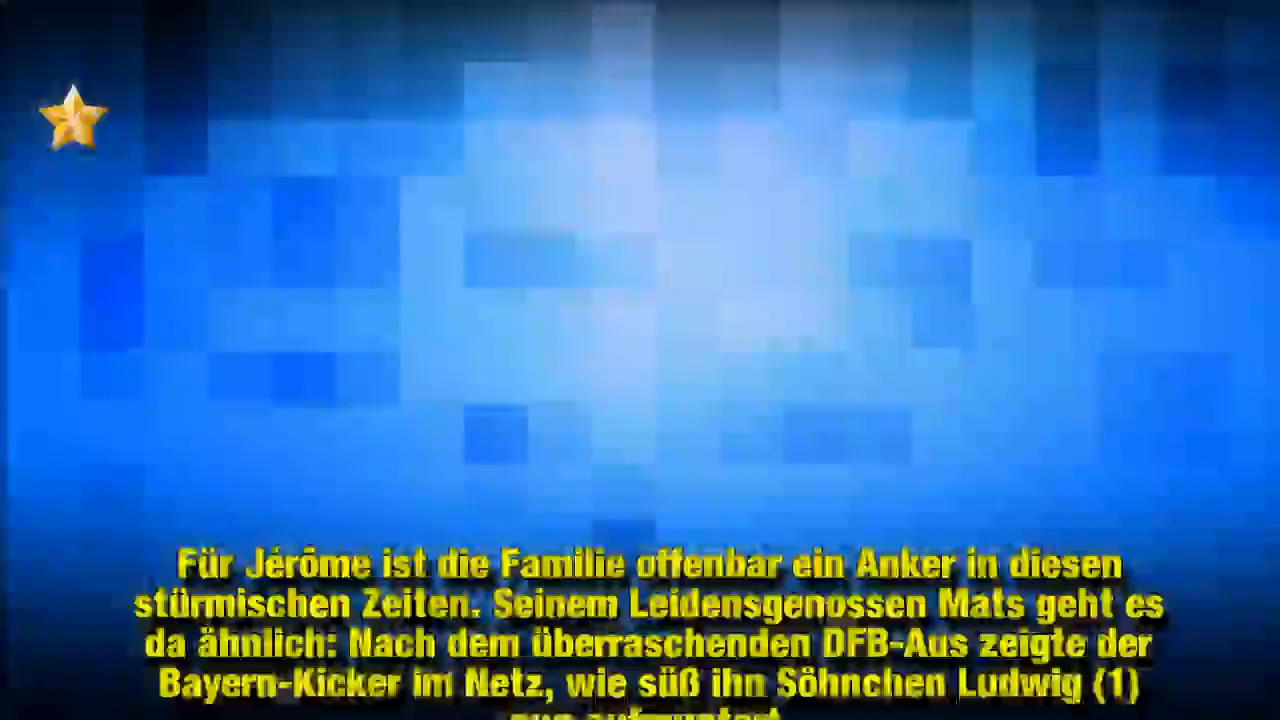 Für Jérôme ist die Familie offenbar ein Anker in diesen
stürmischen Zeiten. Seinem Leidensgenossen Mats geht es
da ähnlich: Nach dem überraschenden DFB-Aus zeigte der
Bayern-Kicker im Netz, wie süß ihn Söhnchen Ludwig (1)